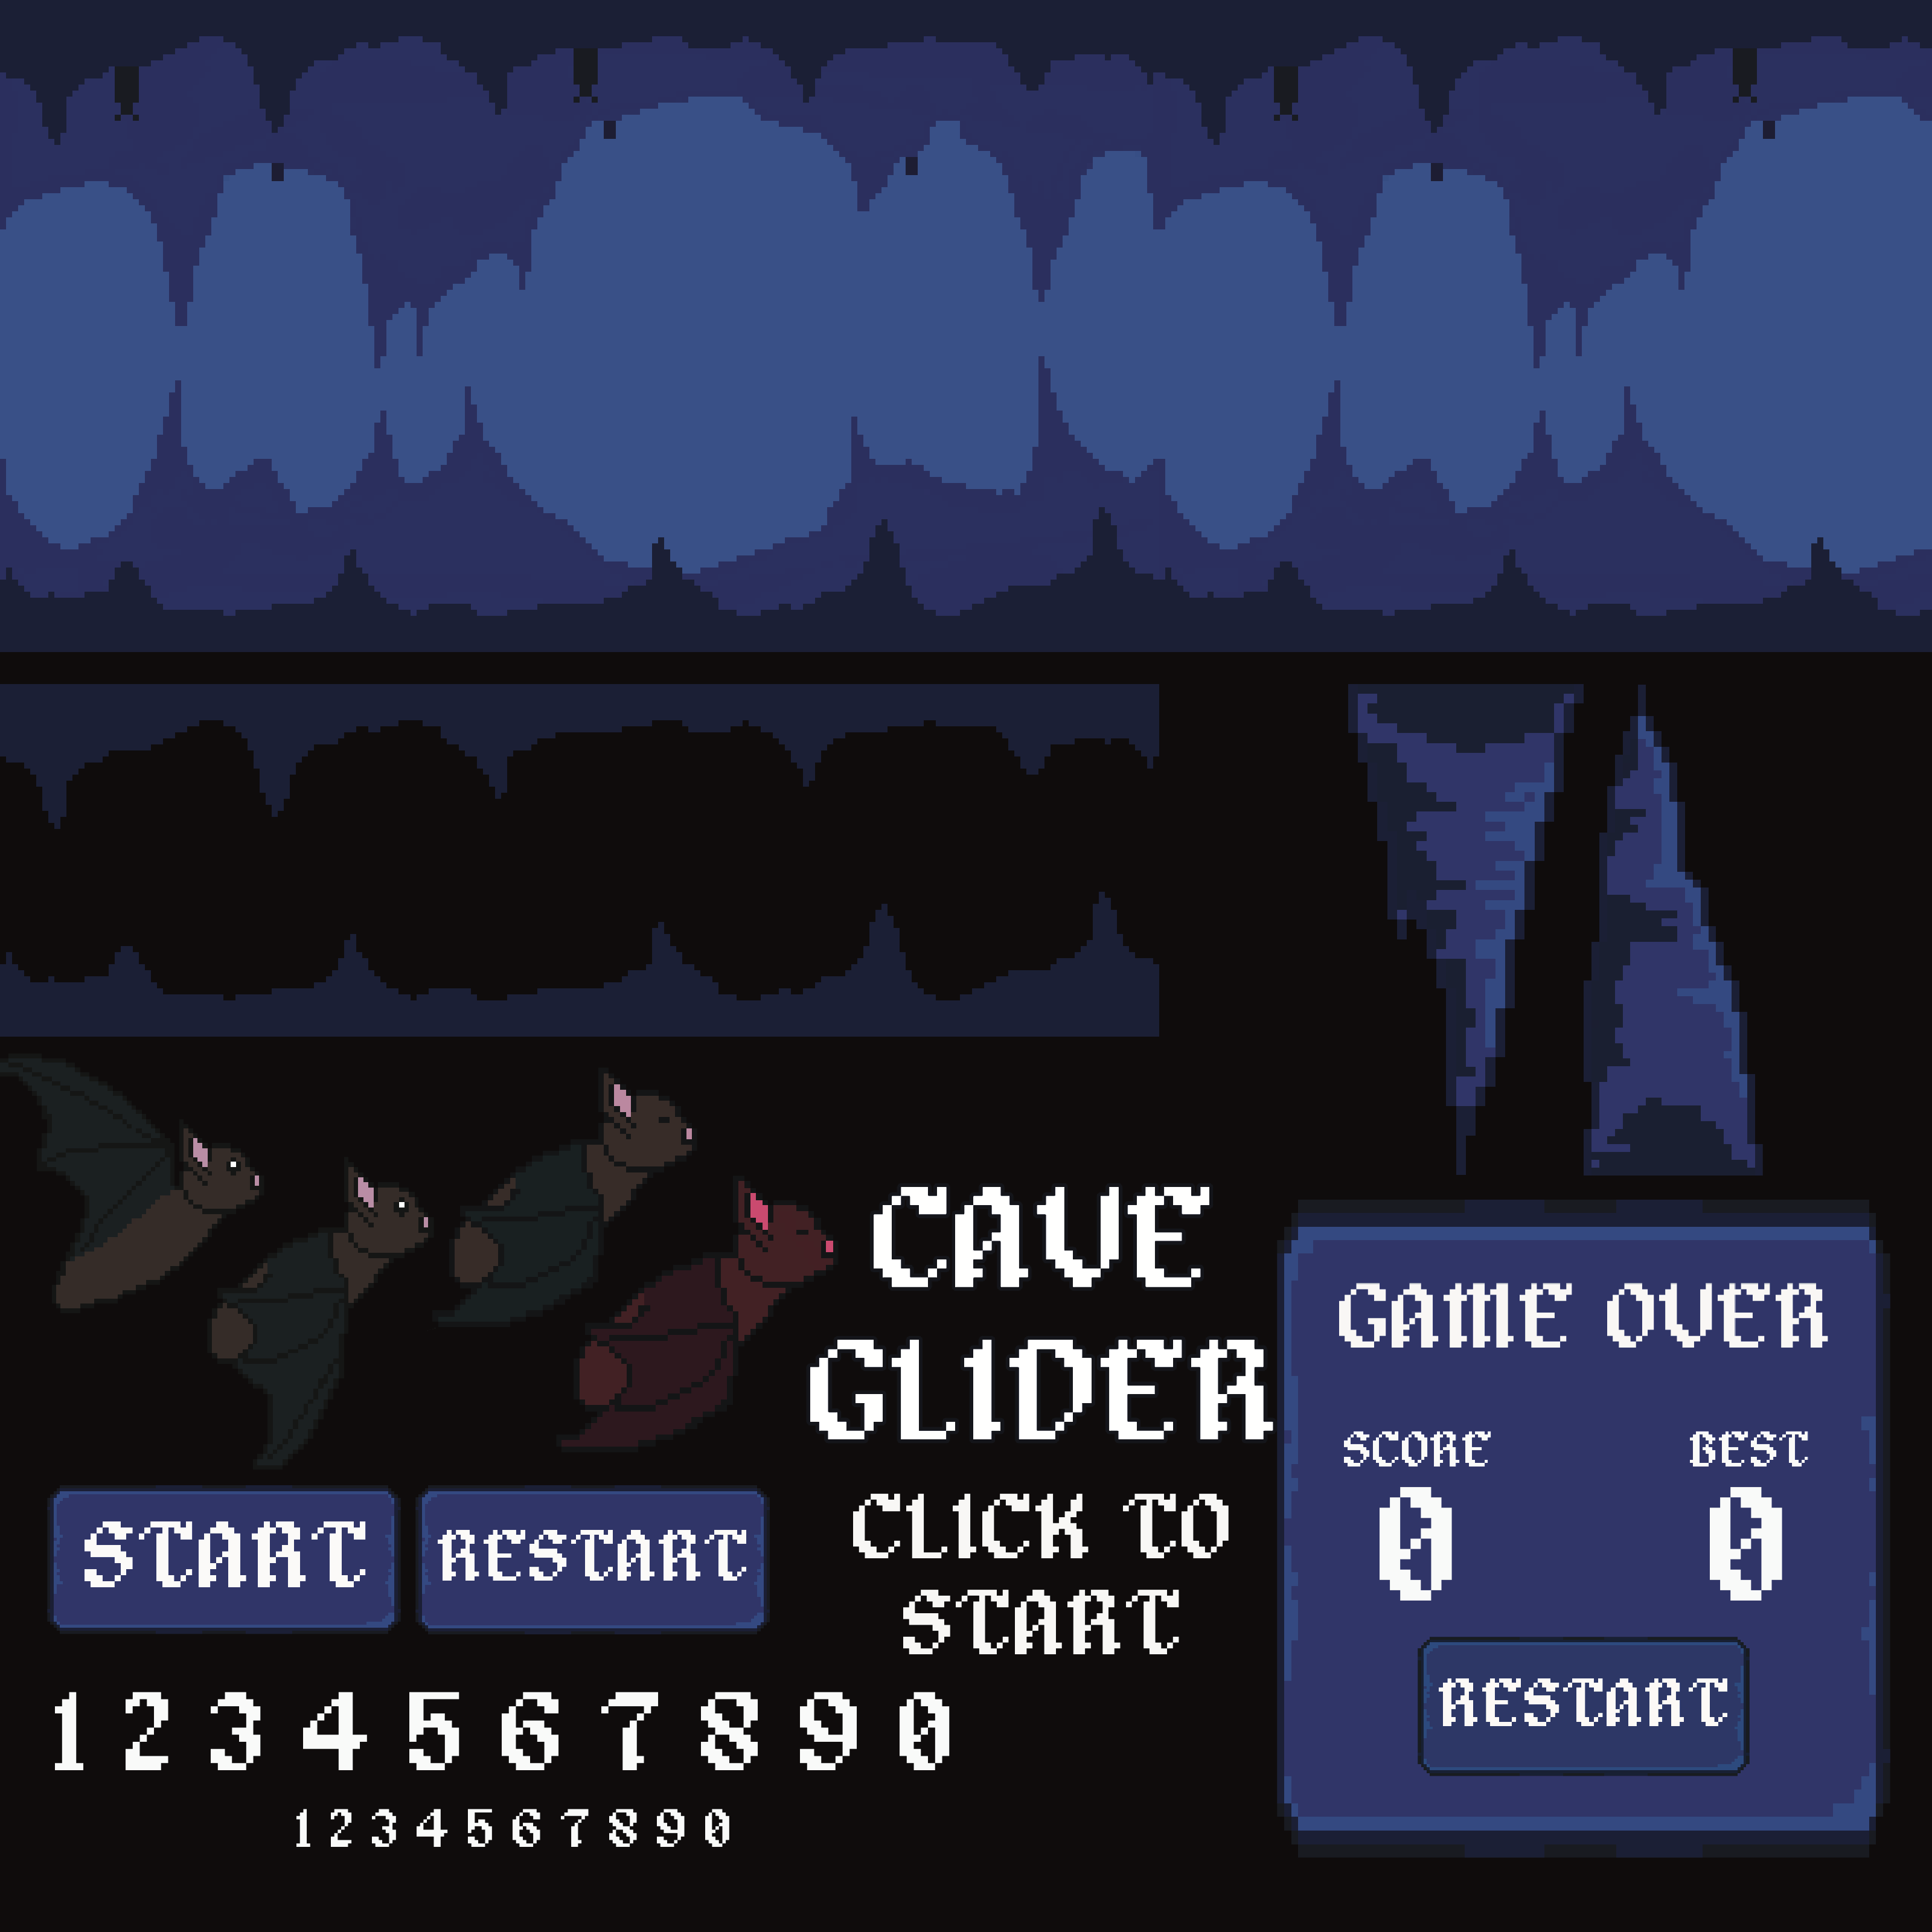 CAVE
GLIDER
GAME OVER
SCORE BEST
0 0
RESTART
START
RESTART
CLICK TO
START
1 2 3 4 5 6 7 8 9 0
1 2 3 4 5 6 7 8 9 0